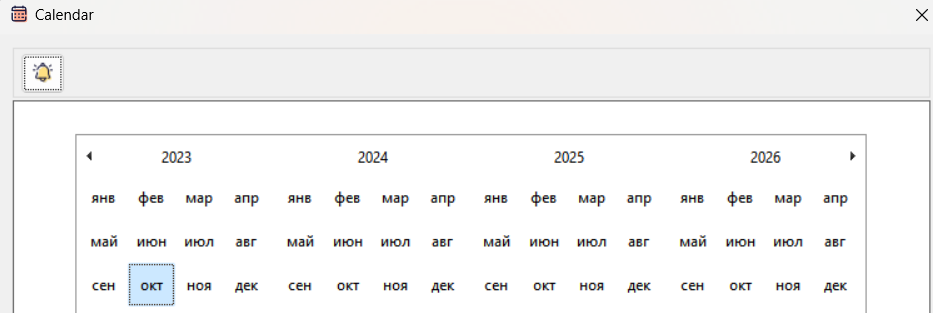 Calendar
2023 2024 2025 2026
янв фев мар апр янв фев мар апр янв фев мар апр янв фев мар апр
май июн июл авг май июн июл авг май июн июл авг май июн июл авг
сен окт ноя дек сен окт ноя дек сен окт ноя дек сен окт ноя дек